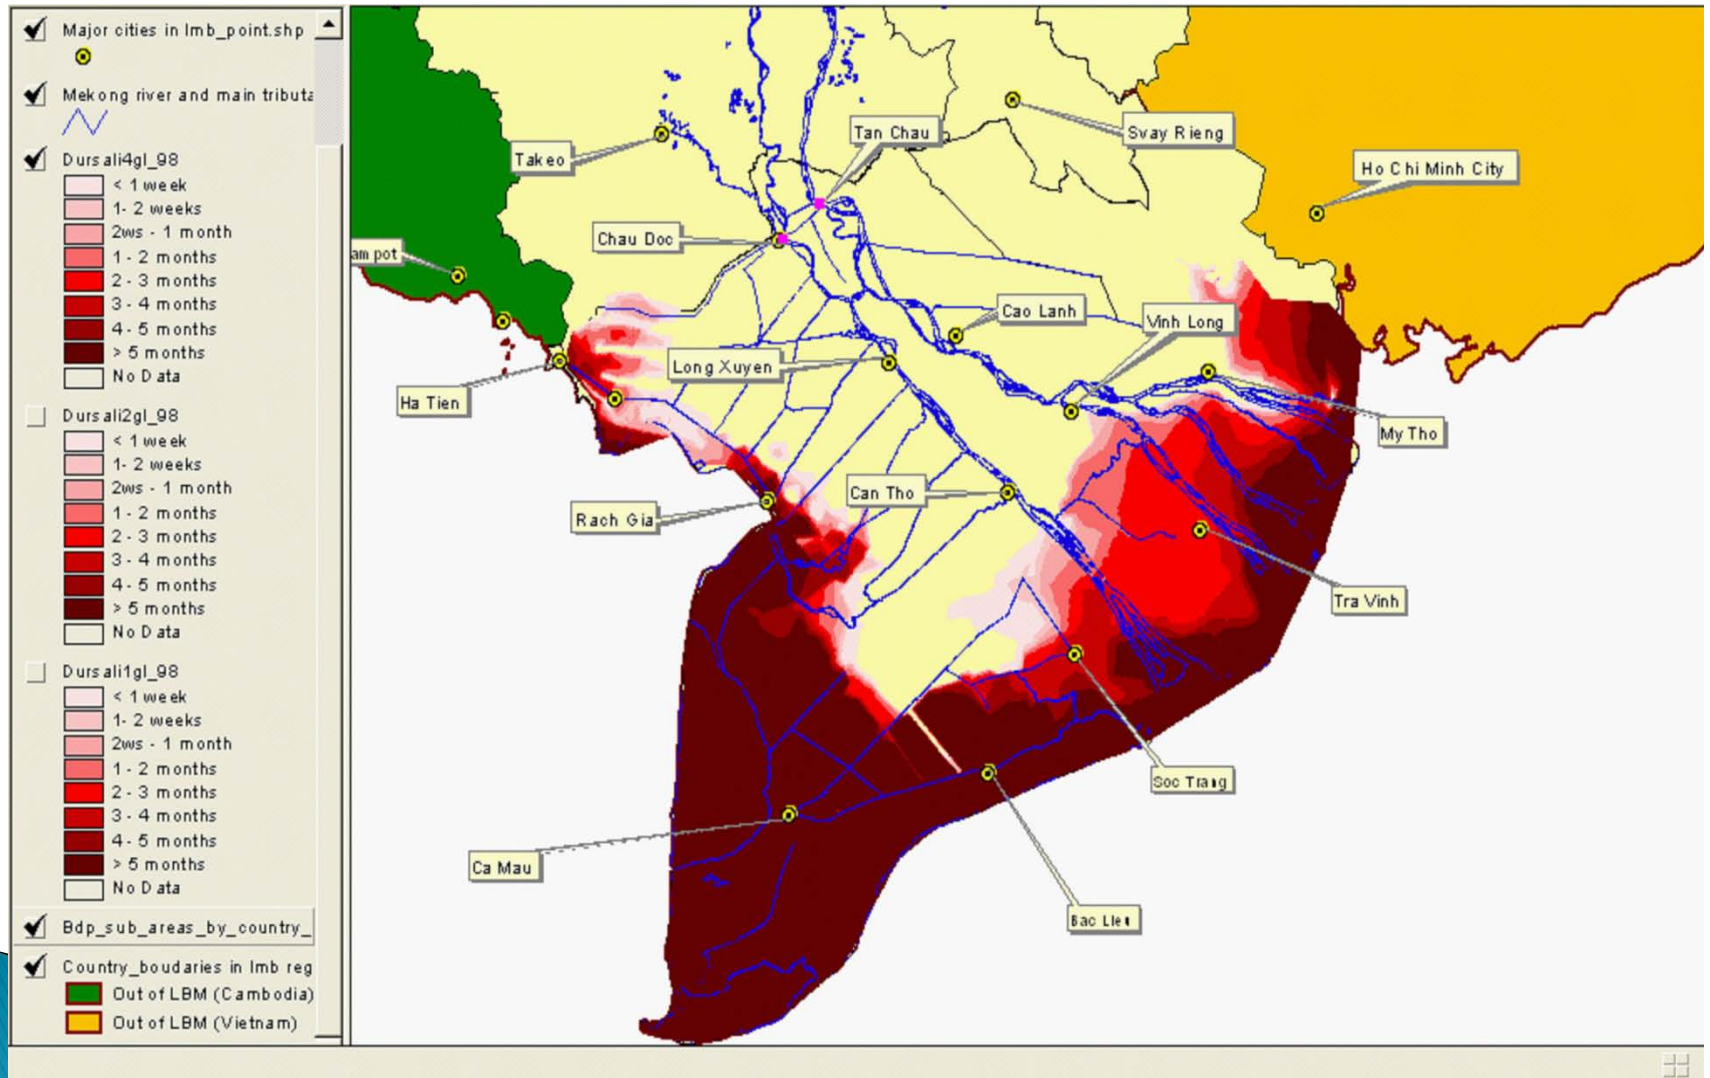 Major cities in lmb_point.shp
Mekong river and main tributa
Dursali4gl_98
< 1 week
1- 2 weeks
2ws - 1 month
1 - 2 months
2 - 3 months
3 - 4 months
4- 5 months
> 5 months
No Data
Dursali2gl_98
< 1 week
1- 2 weeks
2ws - 1 month
1 - 2 months
2 - 3 months
3 - 4 months
4- 5 months
> 5 months
No Data
Dursali1gl_98
< 1 week
1- 2 weeks
2ws - 1 month
1 - 2 months
2 - 3 months
3 - 4 months
4- 5 months
> 5 months
No Data
Bdp_sub_areas_by_country_
Country_boudaries in lmb reg
Out of LBM (Cambodia)
Out of LBM (Vietnam)
Takeo
Tan Chau
Svay Rieng
Ho Chi Minh City
Chau Doc
am pot
Cao Lanh
Vinh Long
Long Xuyen
Ha Tien
My Tho
Can Tho
Rach Gia
Tra Vinh
Soc Trang
Ca Mau
Bac Lieu